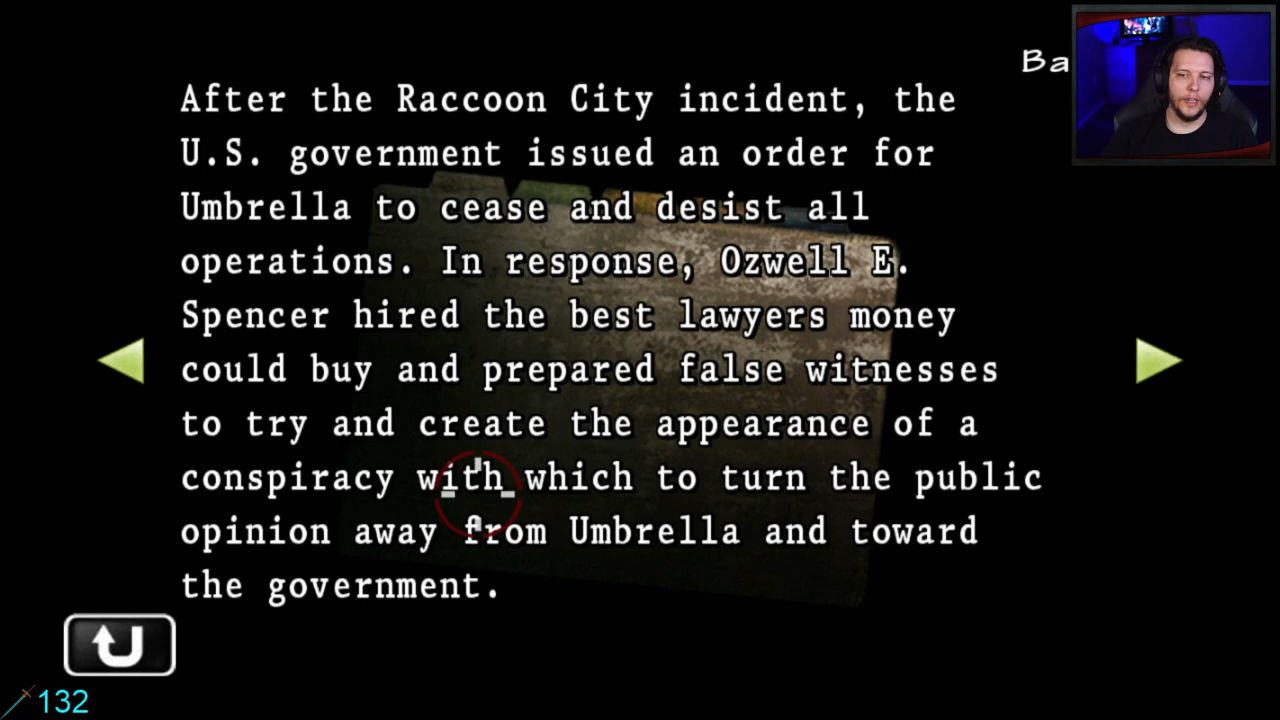 Ba
After the Raccoon City incident, the
U.S. government issued an order for
Umbrella to cease and desist all
operations. In response, Ozwell E.
Spencer hired the best lawyers money
could buy and prepared false witnesses
to try and create the appearance of a
conspiracy with which to turn the public
opinion away from Umbrella and toward
the government.
132